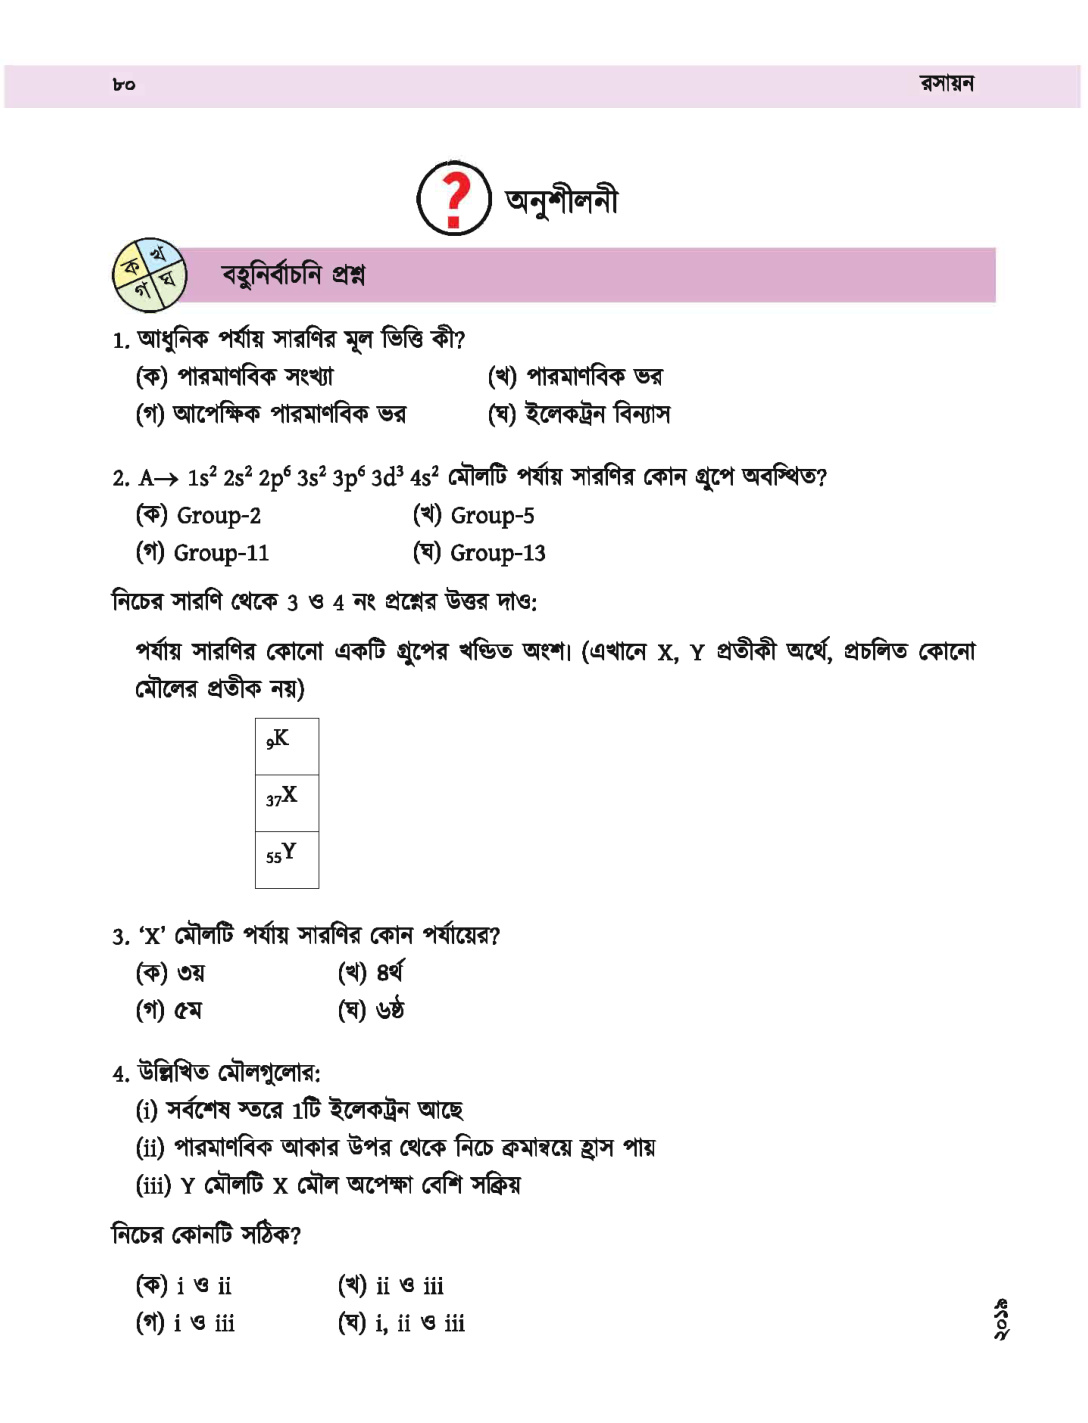 ৮০ রসায়ন
? অনুশীলনী
ক খ গ ঘ
বহুনির্বাচনি প্রশ্ন
1. আধুনিক পর্যায় সারণির মূল ভিত্তি কী?
(ক) পারমাণবিক সংখ্যা (খ) পারমাণবিক ভর
(গ) আপেক্ষিক পারমাণবিক ভর (ঘ) ইলেকট্রন বিন্যাস
2. A→ 1s² 2s² 2p⁶ 3s² 3p⁶ 3d³ 4s² মৌলটি পর্যায় সারণির কোন গ্রুপে অবস্থিত?
(ক) Group-2 (খ) Group-5
(গ) Group-11 (ঘ) Group-13
নিচের সারণি থেকে 3 ও 4 নং প্রশ্নের উত্তর দাও:
পর্যায় সারণির কোনো একটি গ্রুপের খন্ডিত অংশ। (এখানে X, Y প্রতীকী অর্থে, প্রচলিত কোনো
মৌলের প্রতীক নয়)
₉K
₃₇X
₅₅Y
3. ‘X’ মৌলটি পর্যায় সারণির কোন পর্যায়ের?
(ক) ৩য় (খ) ৪র্থ
(গ) ৫ম (ঘ) ৬ষ্ঠ
4. উল্লিখিত মৌলগুলোর:
(i) সর্বশেষ স্তরে 1টি ইলেকট্রন আছে
(ii) পারমাণবিক আকার উপর থেকে নিচে ক্রমান্বয়ে হ্রাস পায়
(iii) Y মৌলটি X মৌল অপেক্ষা বেশি সক্রিয়
নিচের কোনটি সঠিক?
(ক) i ও ii (খ) ii ও iii
(গ) i ও iii (ঘ) i, ii ও iii
২০১৯